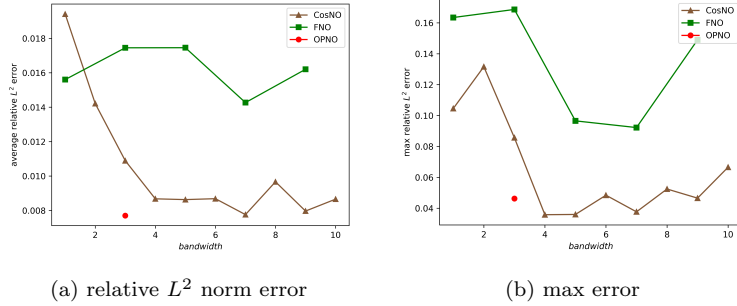 CosNO
FNO
OPNO
0.020
0.018
0.016
0.014
0.012
0.010
0.008
average relative L² error
2 4 6 8 10
bandwidth
(a) relative L² norm error
CosNO
FNO
OPNO
0.16
0.14
0.12
0.10
0.08
0.06
0.04
max relative L² error
2 4 6 8 10
bandwidth
(b) max error